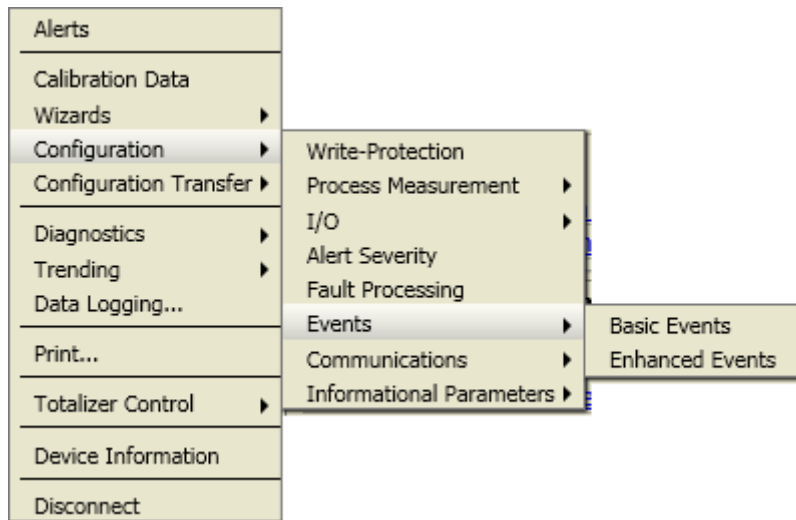 Alerts
Calibration Data
Wizards
Configuration
Configuration Transfer
Diagnostics
Trending
Data Logging...
Print...
Totalizer Control
Device Information
Disconnect
Write-Protection
Process Measurement
I/O
Alert Severity
Fault Processing
Events
Communications
Informational Parameters
Basic Events
Enhanced Events